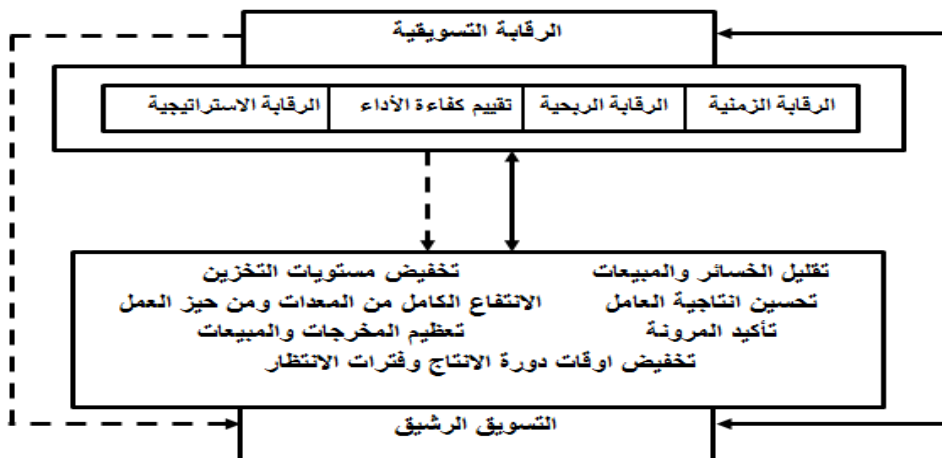 الرقابة التسويقية
الرقابة الزمنية الرقابة الربحية تقييم كفاءة الأداء الرقابة الاستراتيجية
تقليل الخسائر والمبيعات تخفيض مستويات التخزين
تحسين انتاجية العامل الانتفاع الكامل من المعدات ومن حيز العمل
تأكيد المرونة تعظيم المخرجات والمبيعات
تخفيض اوقات دورة الانتاج وفترات الانتظار
التسويق الرشيق